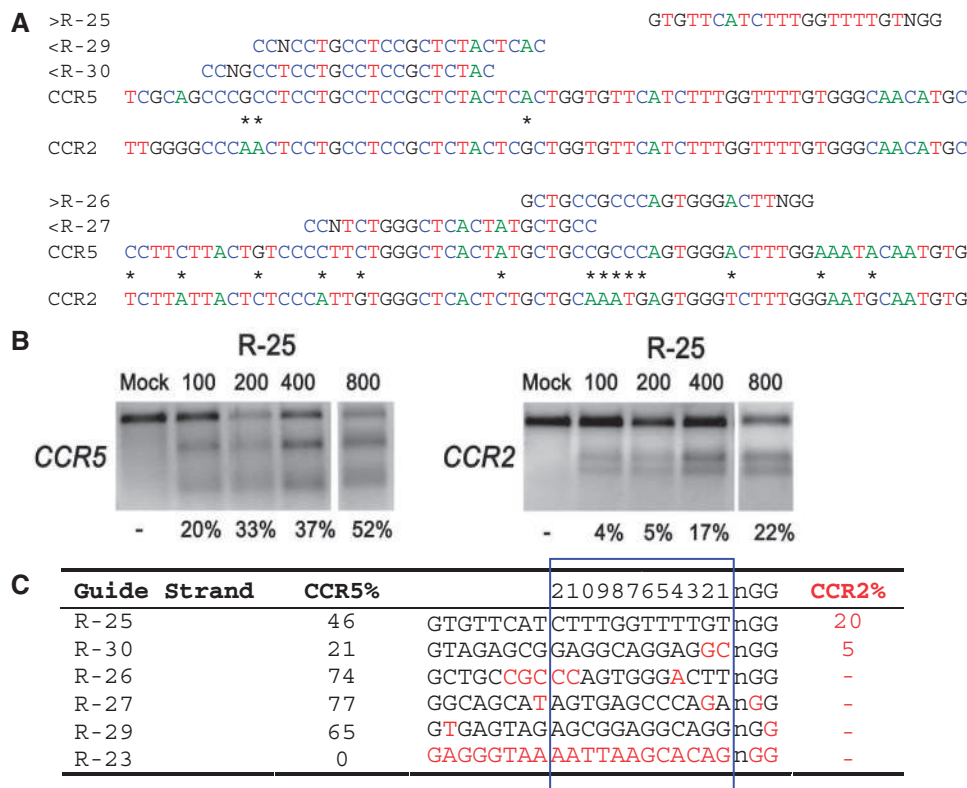 A
>R-25 GTGTTCATCTTTGGTTTTGTNGG
<R-29 CCNCCTGCCTCCGCTCTACTCAC
<R-30 CCNGCCTCCTGCCTCCGCTCTAC
CCR5 TCGCAGCCCGCCTCCTGCCTCCGCTCTACTCACTGGTGTTCATCTTTGGTTTTGTGGGCAACATGC
** *
CCR2 TTGGGGCCCAACTCCTGCCTCCGCTCTACTCGCTGGTGTTCATCTTTGGTTTTGTGGGCAACATGC
>R-26 GCTGCCGCCCAGTGGGACTTNGG
<R-27 CCNTCTGGGCTCACTATGCTGCC
CCR5 CCTTCTTACTGTCCCCTTCTGGGCTCACTATGCTGCCGCCCAGTGGGACTTTGGAAATACAATGTG
* * * * * * ***** * * *
CCR2 TCTTATTACTCTCCCATTGTGGGCTCACTCTGCTGCAAATGAGTGGGTCTTTGGGAATGCAATGTG
B
R-25
Mock 100 200 400 800
CCR5
- 20% 33% 37% 52%
R-25
Mock 100 200 400 800
CCR2
- 4% 5% 17% 22%
C
Guide Strand CCR5% 210987654321nGG CCR2%
R-25 46 GTGTTCATCTTTGGTTTTGTnGG 20
R-30 21 GTAGAGCGGAGGCAGGAGGCnGG 5
R-26 74 GCTGCCGCCCAGTGGGACTTnGG -
R-27 77 GGCAGCATAGTGAGCCCAGAnGG -
R-29 65 GTGAGTAGAGCGGAGGCAGGnGG -
R-23 0 GAGGGTAAAATTAAGCACAGnGG -